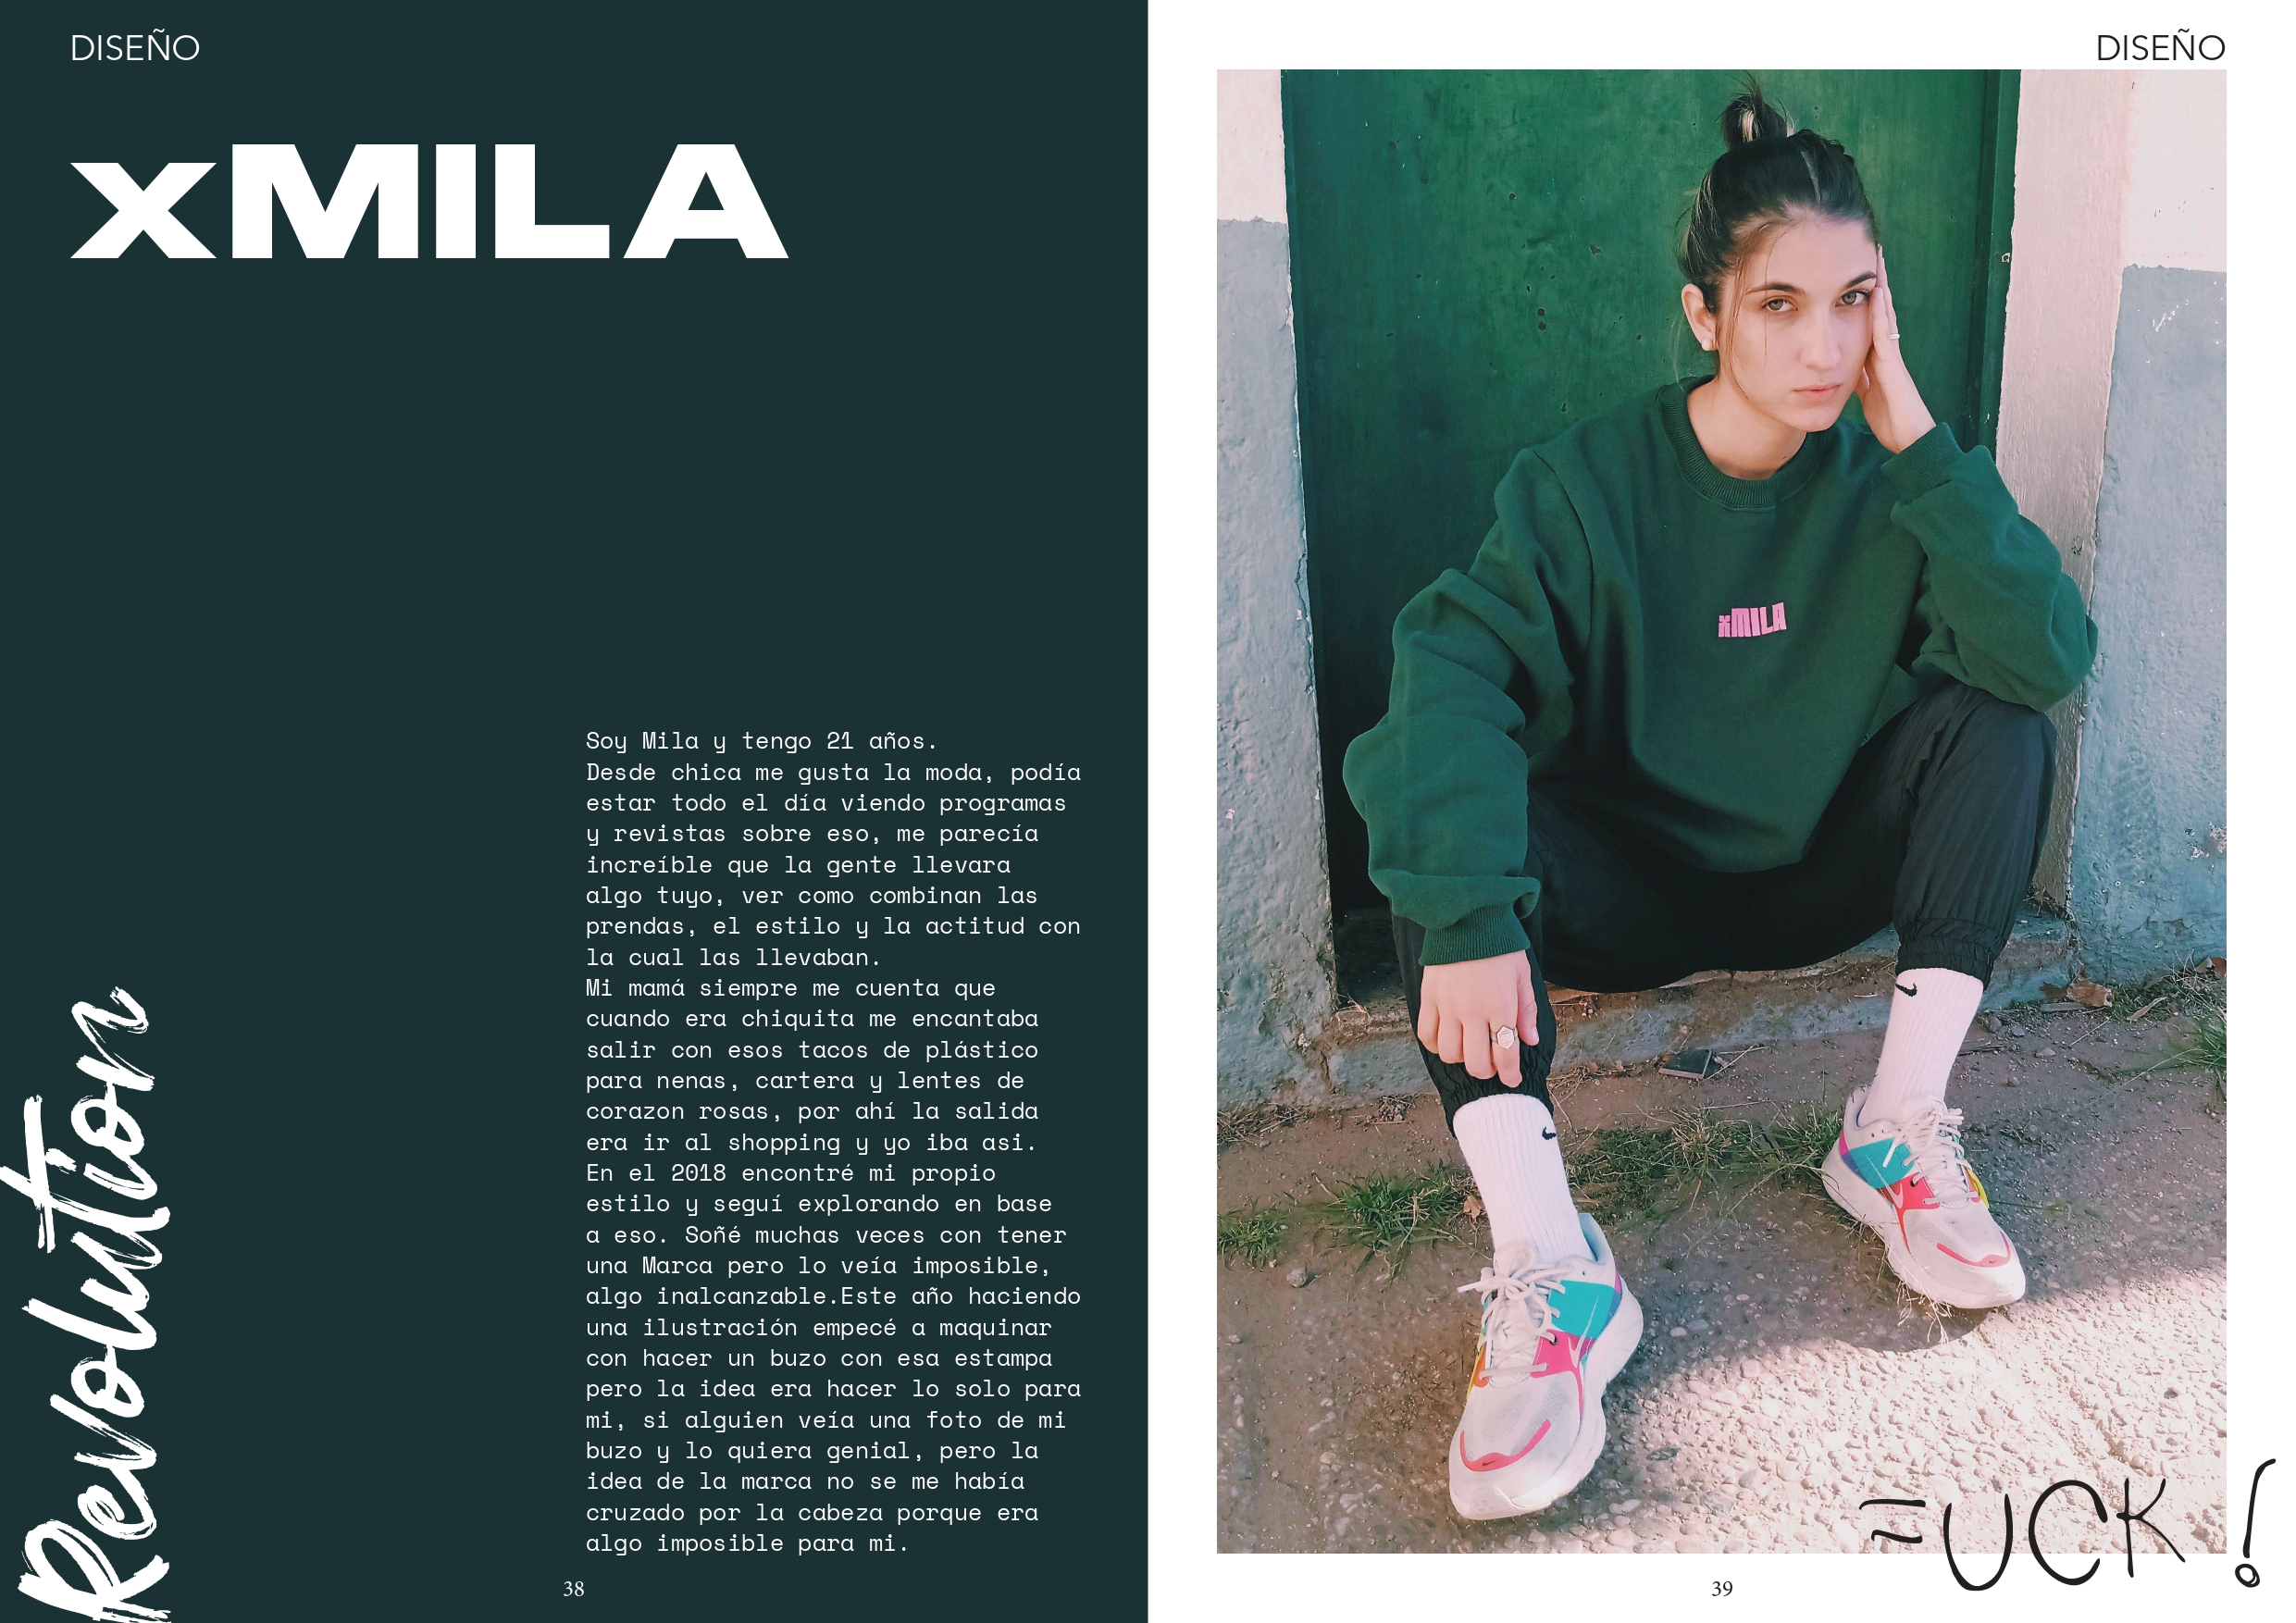 DISEÑO
xMILA
Soy Mila y tengo 21 años.
Desde chica me gusta la moda, podía
estar todo el día viendo programas
y revistas sobre eso, me parecía
increíble que la gente llevara
algo tuyo, ver como combinan las
prendas, el estilo y la actitud con
la cual las llevaban.
Mi mamá siempre me cuenta que
cuando era chiquita me encantaba
salir con esos tacos de plástico
para nenas, cartera y lentes de
corazon rosas, por ahí la salida
era ir al shopping y yo iba asi.
En el 2018 encontré mi propio
estilo y seguí explorando en base
a eso. Soñé muchas veces con tener
una Marca pero lo veía imposible,
algo inalcanzable.Este año haciendo
una ilustración empecé a maquinar
con hacer un buzo con esa estampa
pero la idea era hacer lo solo para
mi, si alguien veía una foto de mi
buzo y lo quiera genial, pero la
idea de la marca no se me había
cruzado por la cabeza porque era
algo imposible para mi.
Revolution
38
DISEÑO
xMILA
FUCK!
39